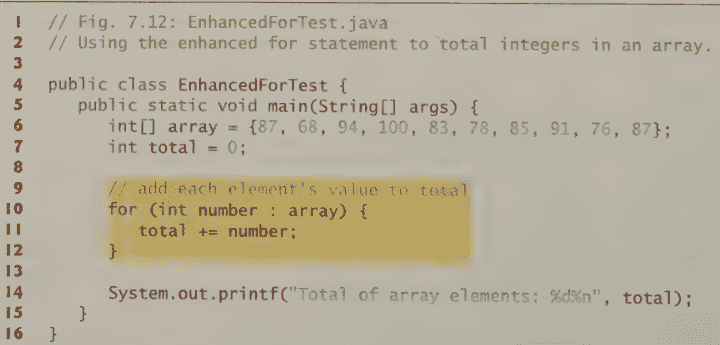 1 // Fig. 7.12: EnhancedForTest.java
2 // Using the enhanced for statement to total integers in an array.
3
4 public class EnhancedForTest {
5 public static void main(String[] args) {
6 int[] array = {87, 68, 94, 100, 83, 78, 85, 91, 76, 87};
7 int total = 0;
8
9 // add each element's value to total
10 for (int number : array) {
11 total += number;
12 }
13
14 System.out.printf("Total of array elements: %d%n", total);
15 }
16 }